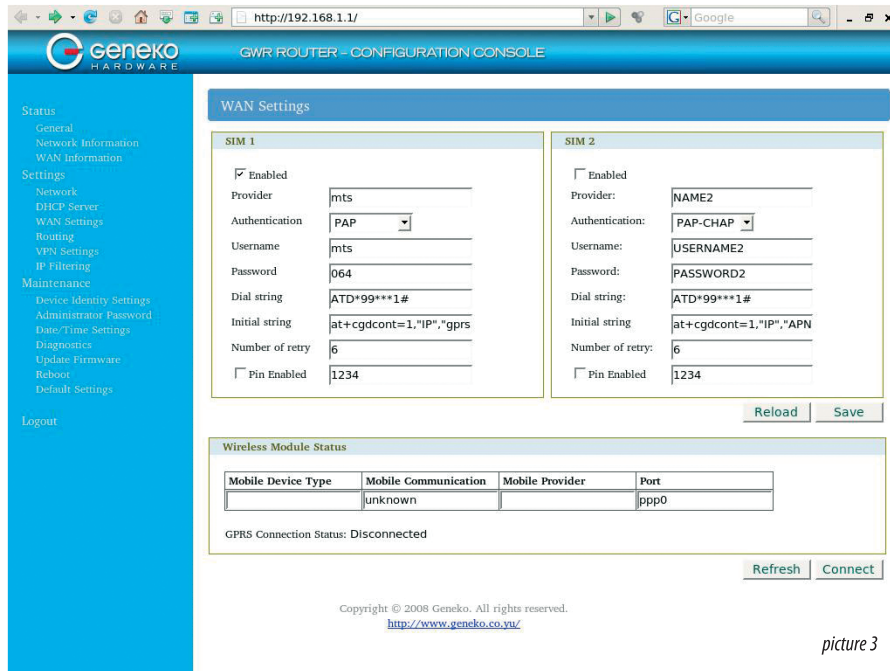 http://192.168.1.1/
G Google
GENEKO
HARDWARE
GWR ROUTER - CONFIGURATION CONSOLE
Status
General
Network Information
WAN Information
Settings
Network
DHCP Server
WAN Settings
Routing
VPN Settings
IP Filtering
Maintenance
Device Identity Settings
Administrator Password
Date/Time Settings
Diagnostics
Update Firmware
Reboot
Default Settings
Logout
WAN Settings
SIM 1
Enabled
Provider mts
Authentication PAP
Username mts
Password 064
Dial string ATD*99***1#
Initial string at+cgdcont=1,"IP","gprs
Number of retry 6
Pin Enabled 1234
SIM 2
Enabled
Provider: NAME2
Authentication: PAP-CHAP
Username: USERNAME2
Password: PASSWORD2
Dial string: ATD*99***1#
Initial string at+cgdcont=1,"IP","APN
Number of retry: 6
Pin Enabled 1234
Reload Save
Wireless Module Status
Mobile Device Type Mobile Communication Mobile Provider Port
unknown ppp0
GPRS Connection Status: Disconnected
Refresh Connect
Copyright © 2008 Geneko. All rights reserved.
http://www.geneko.co.yu/
picture 3